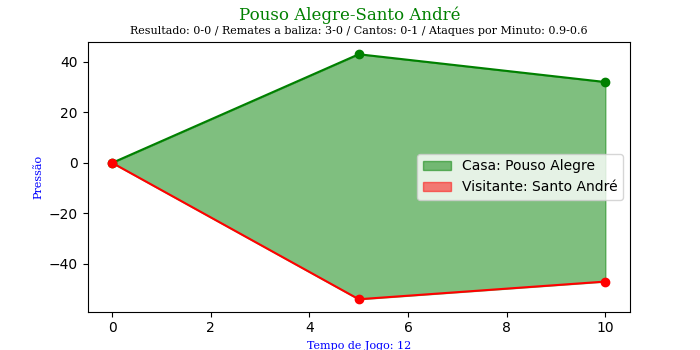 Pouso Alegre-Santo André
Resultado: 0-0 / Remates a baliza: 3-0 / Cantos: 0-1 / Ataques por Minuto: 0.9-0.6
40
20
0
−20
−40
Pressão
Casa: Pouso Alegre
Visitante: Santo André
0 2 4 6 8 10
Tempo de Jogo: 12